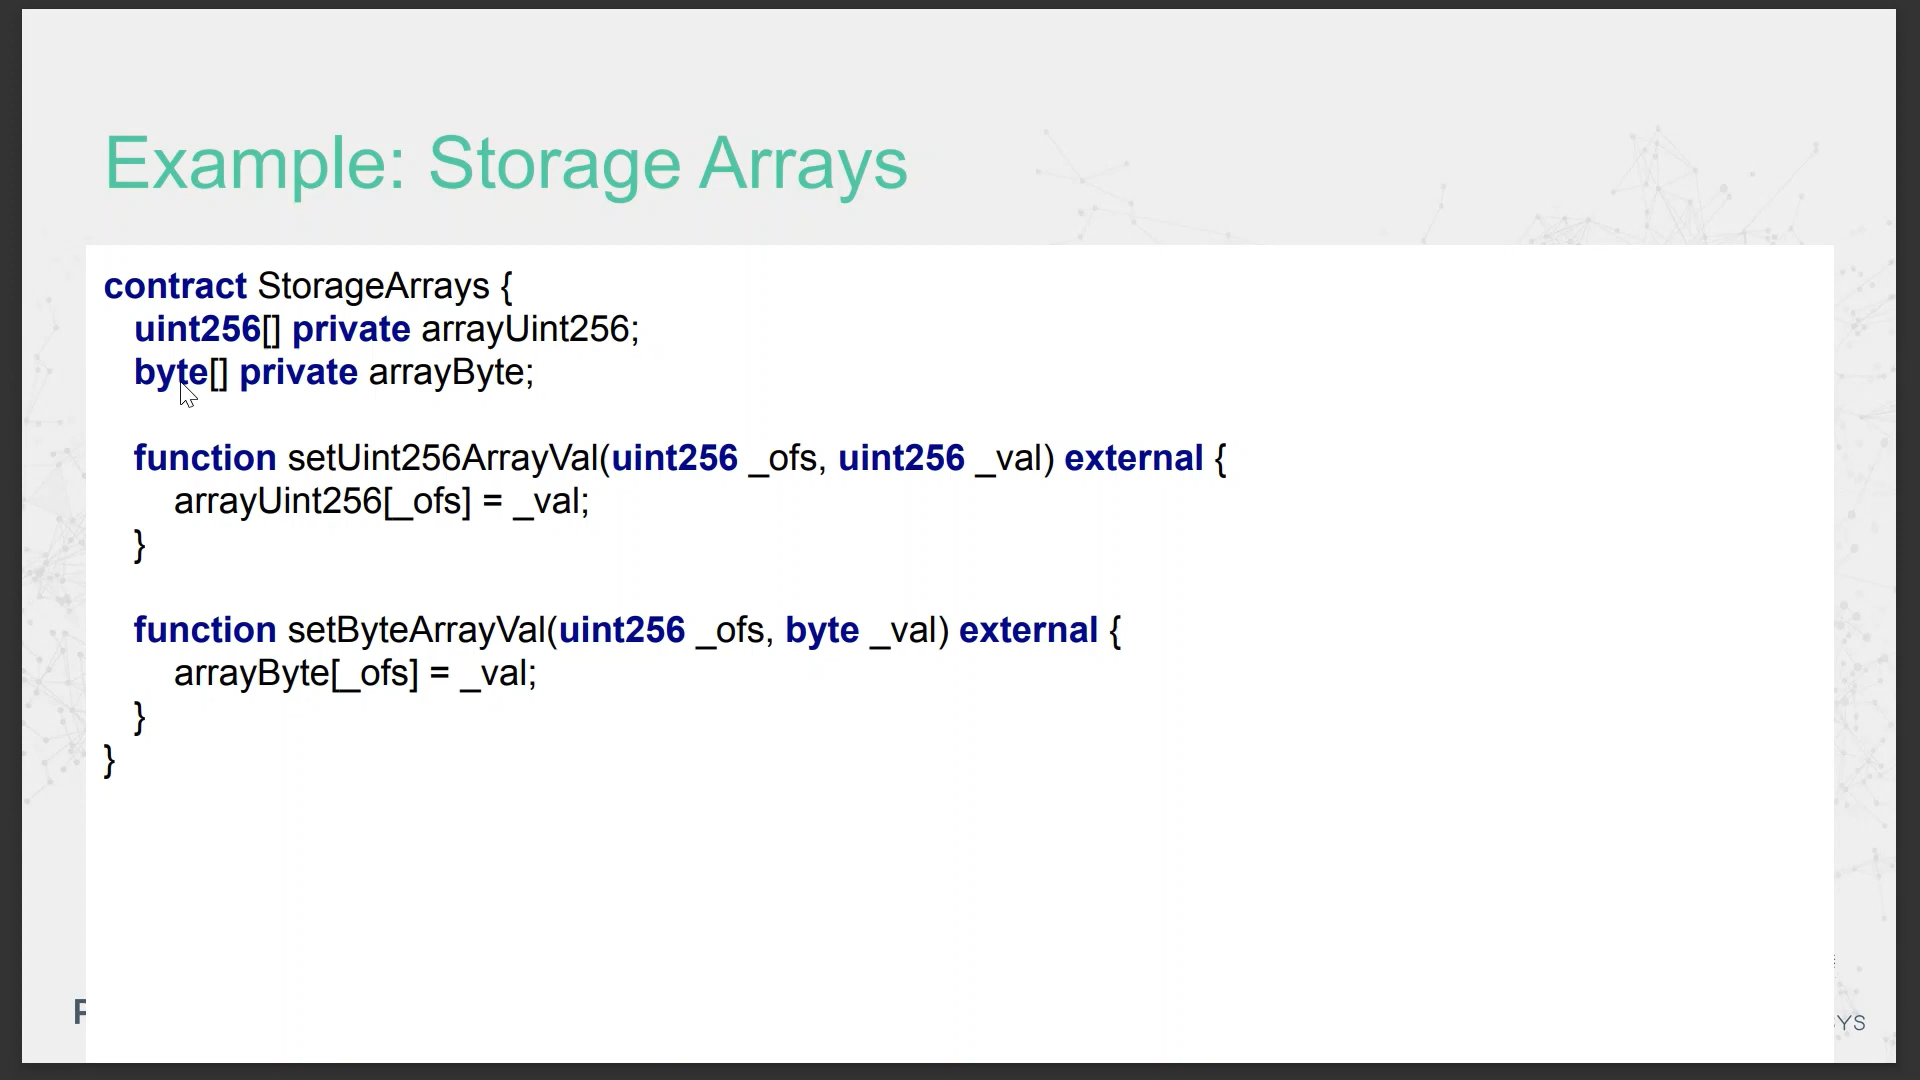 Example: Storage Arrays
contract StorageArrays {
uint256[] private arrayUint256;
byte[] private arrayByte;
function setUint256ArrayVal(uint256 _ofs, uint256 _val) external {
arrayUint256[_ofs] = _val;
}
function setByteArrayVal(uint256 _ofs, byte _val) external {
arrayByte[_ofs] = _val;
}
}
YS